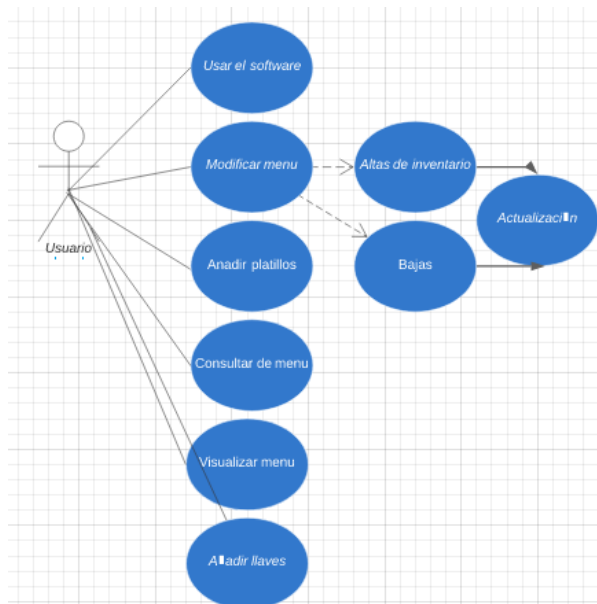 Usar el software
Modificar menu
Altas de inventario
Actualizaci▮n
Usuario
Anadir platillos
Bajas
Consultar de menu
Visualizar menu
A▮adir llaves